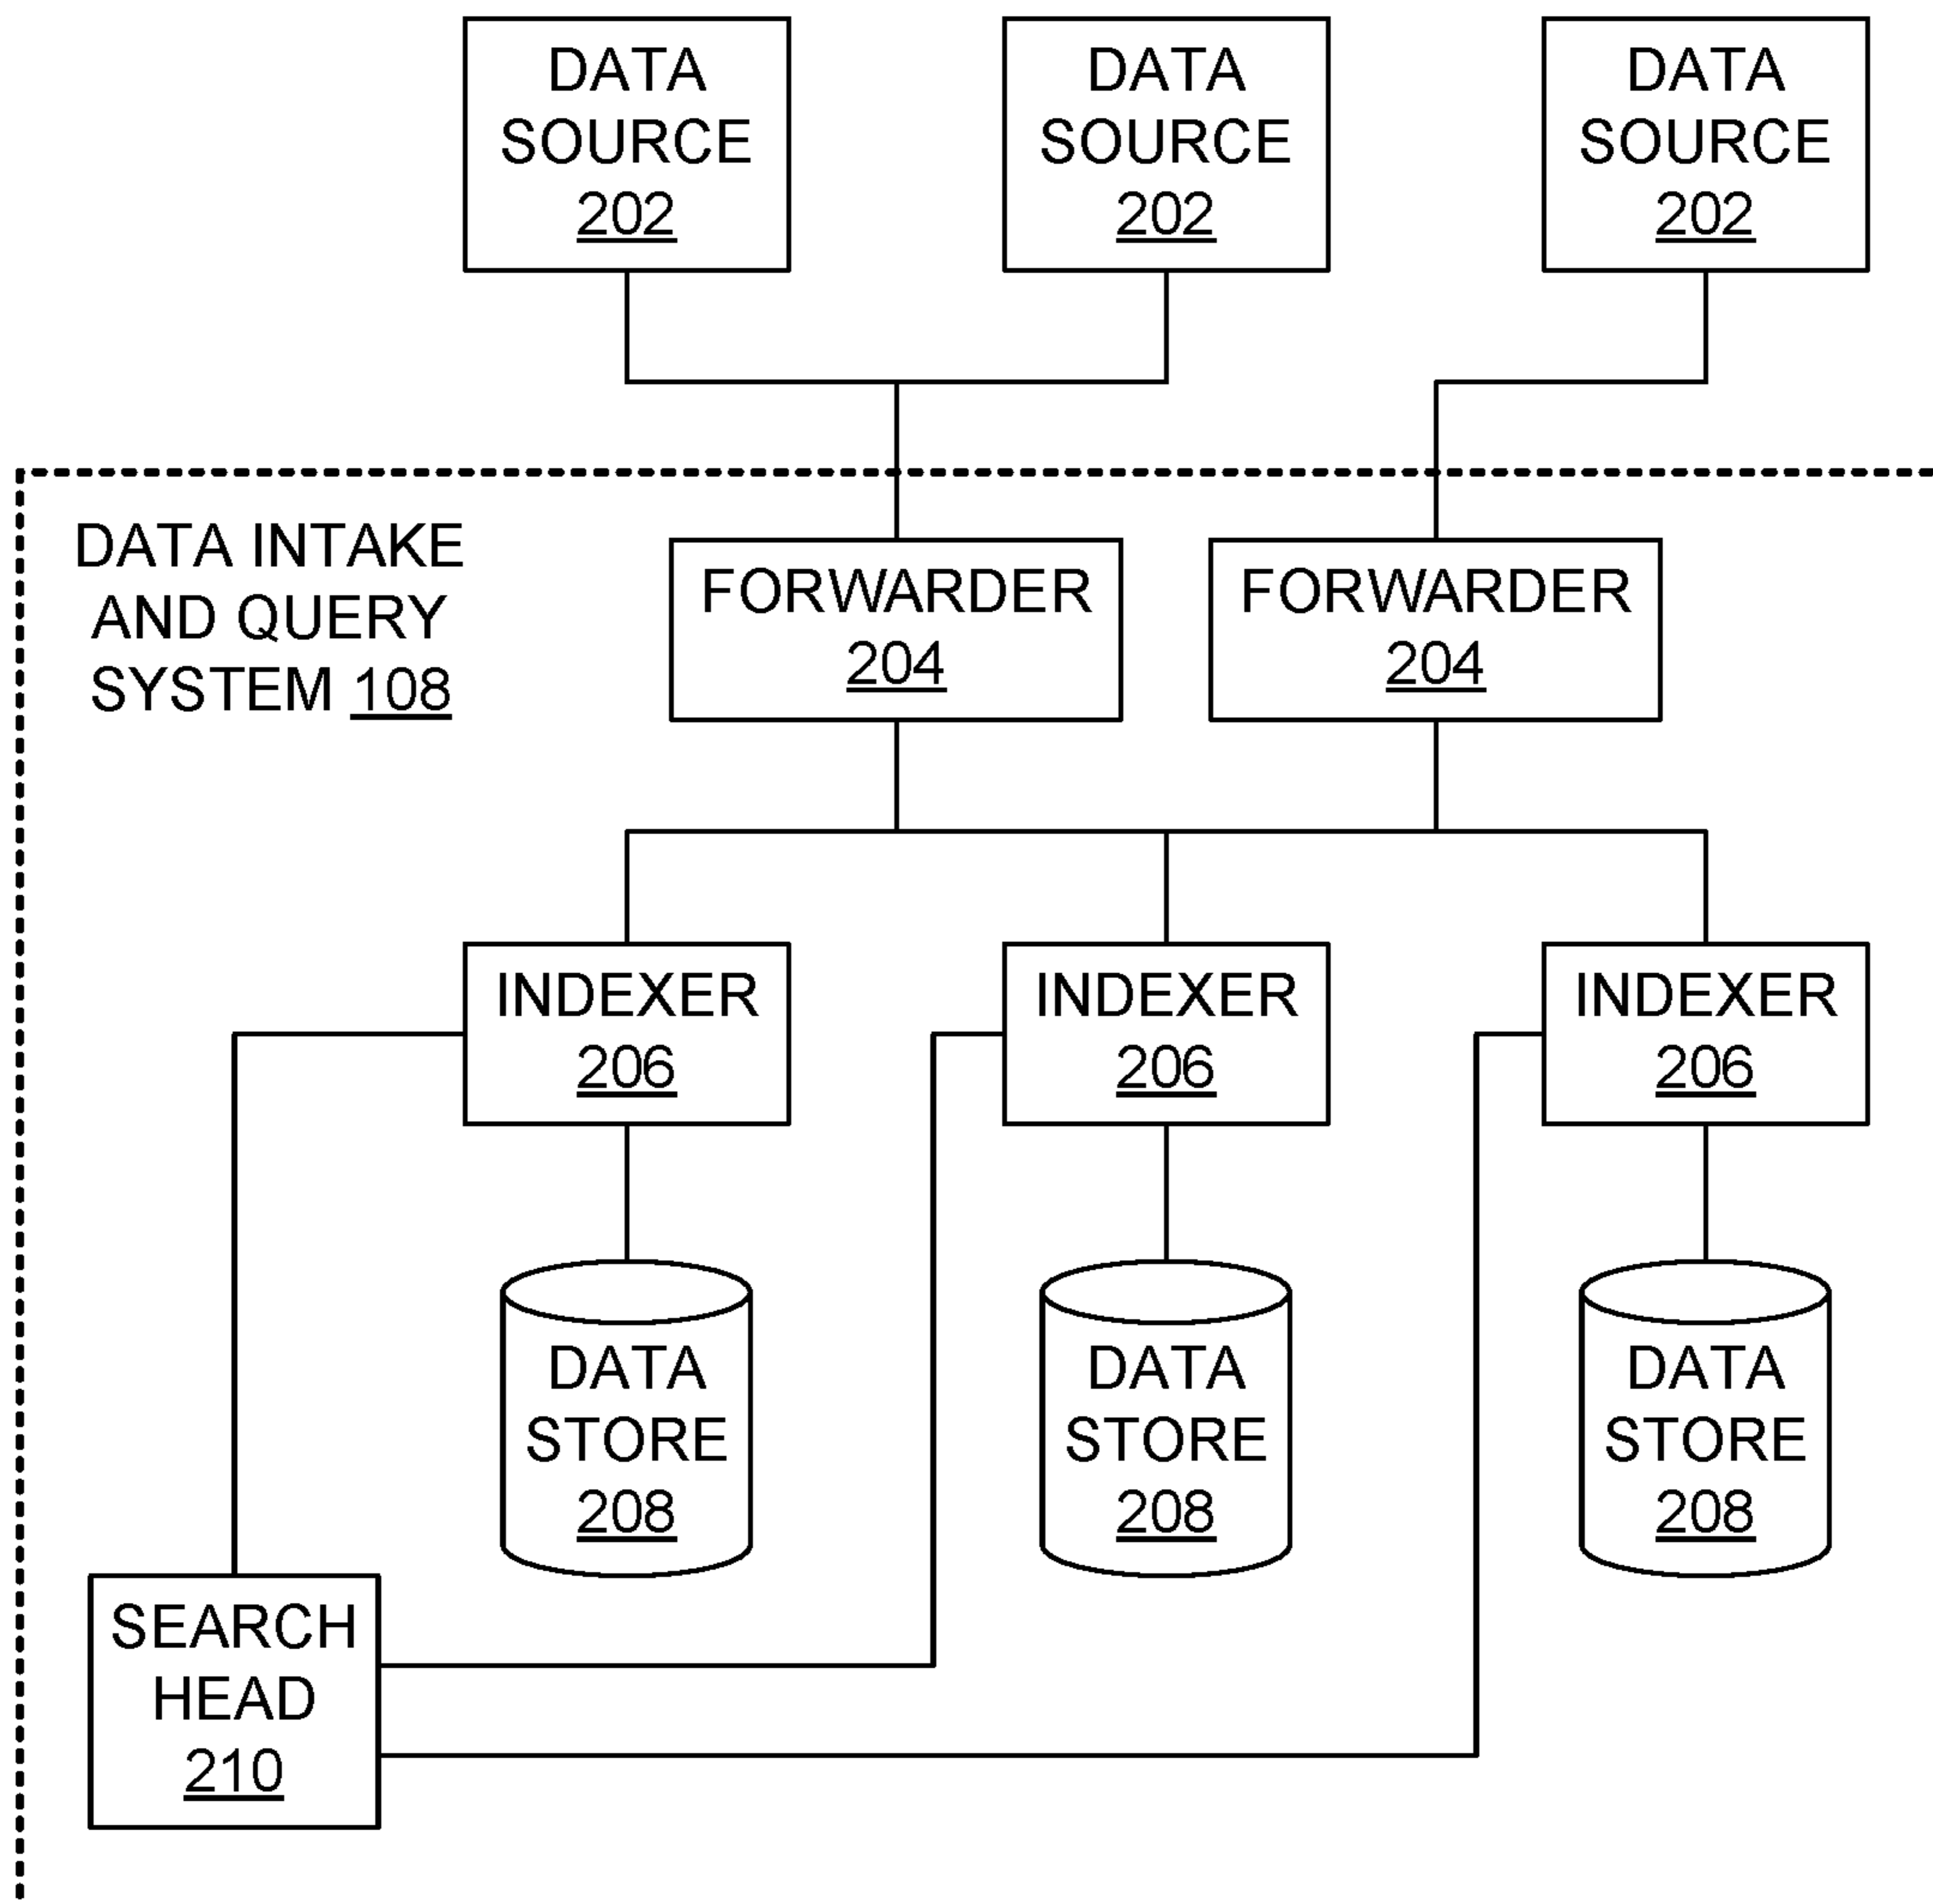 DATA
SOURCE
202
DATA
SOURCE
202
DATA
SOURCE
202
DATA INTAKE
AND QUERY
SYSTEM 108
FORWARDER
204
FORWARDER
204
INDEXER
206
INDEXER
206
INDEXER
206
DATA
STORE
208
DATA
STORE
208
DATA
STORE
208
SEARCH
HEAD
210